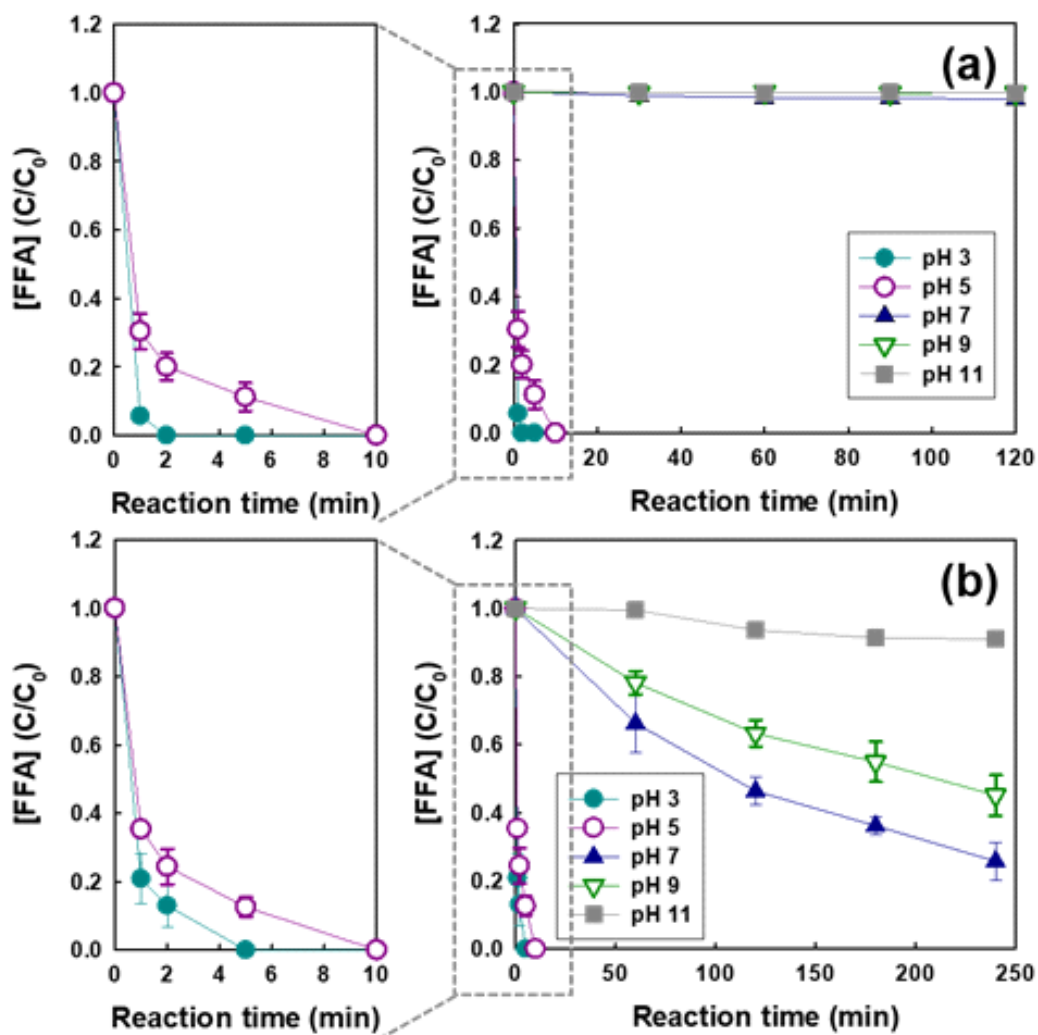 1.2
1.0
0.8
0.6
0.4
0.2
0.0
[FFA] (C/C₀)
0 2 4 6 8 10
Reaction time (min)
(a)
1.2
1.0
0.8
0.6
0.4
0.2
0.0
[FFA] (C/C₀)
pH 3
pH 5
pH 7
pH 9
pH 11
0 20 40 60 80 100 120
Reaction time (min)
1.2
1.0
0.8
0.6
0.4
0.2
0.0
[FFA] (C/C₀)
0 2 4 6 8 10
Reaction time (min)
(b)
1.2
1.0
0.8
0.6
0.4
0.2
0.0
[FFA] (C/C₀)
pH 3
pH 5
pH 7
pH 9
pH 11
0 50 100 150 200 250
Reaction time (min)